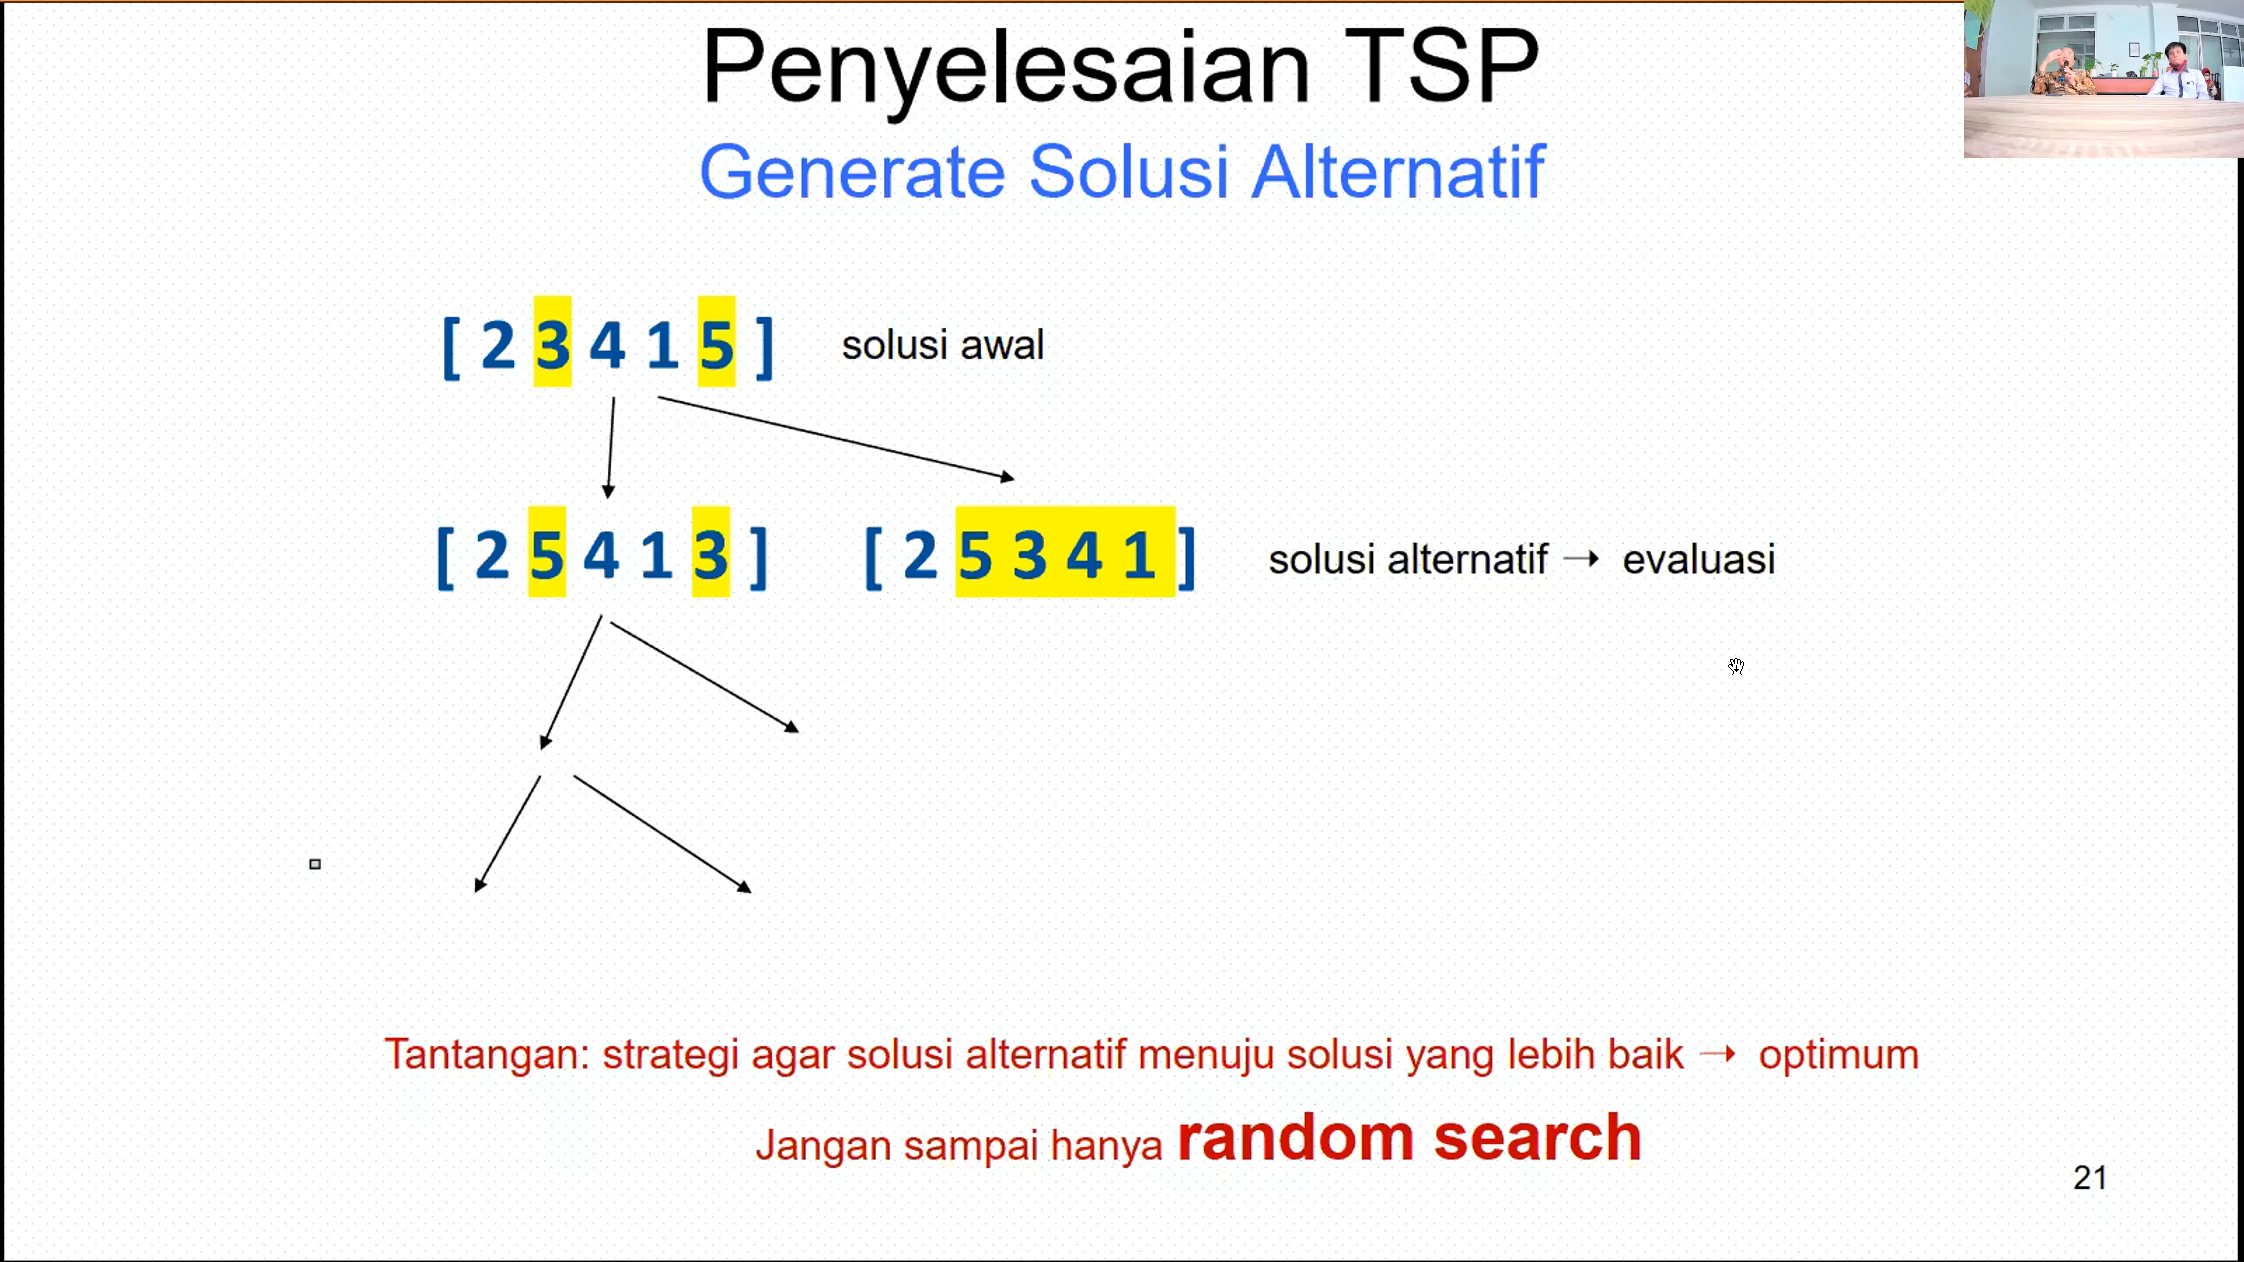 Penyelesaian TSP
Generate Solusi Alternatif
[ 2 3 4 1 5 ] solusi awal
[ 2 5 4 1 3 ] [ 2 5 3 4 1 ] solusi alternatif → evaluasi
Tantangan: strategi agar solusi alternatif menuju solusi yang lebih baik → optimum
Jangan sampai hanya random search
21